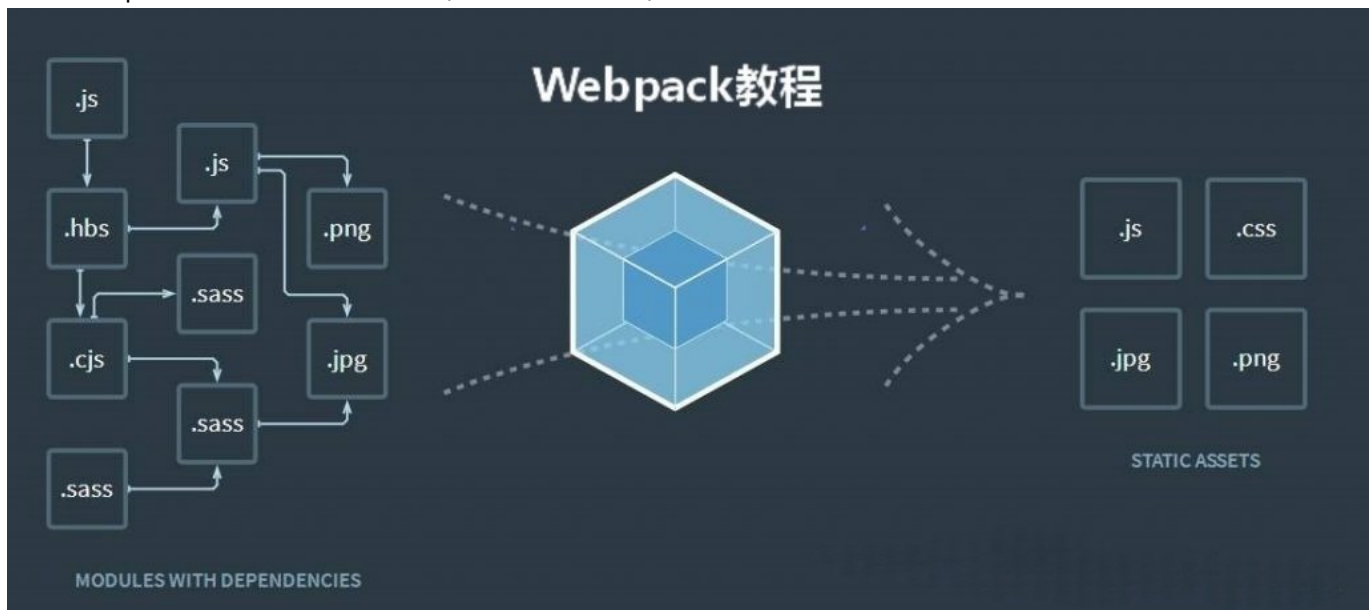 Webpack教程
.js
.js
.hbs
.png
.sass
.cjs
.jpg
.sass
.sass
MODULES WITH DEPENDENCIES
.js
.css
.jpg
.png
STATIC ASSETS